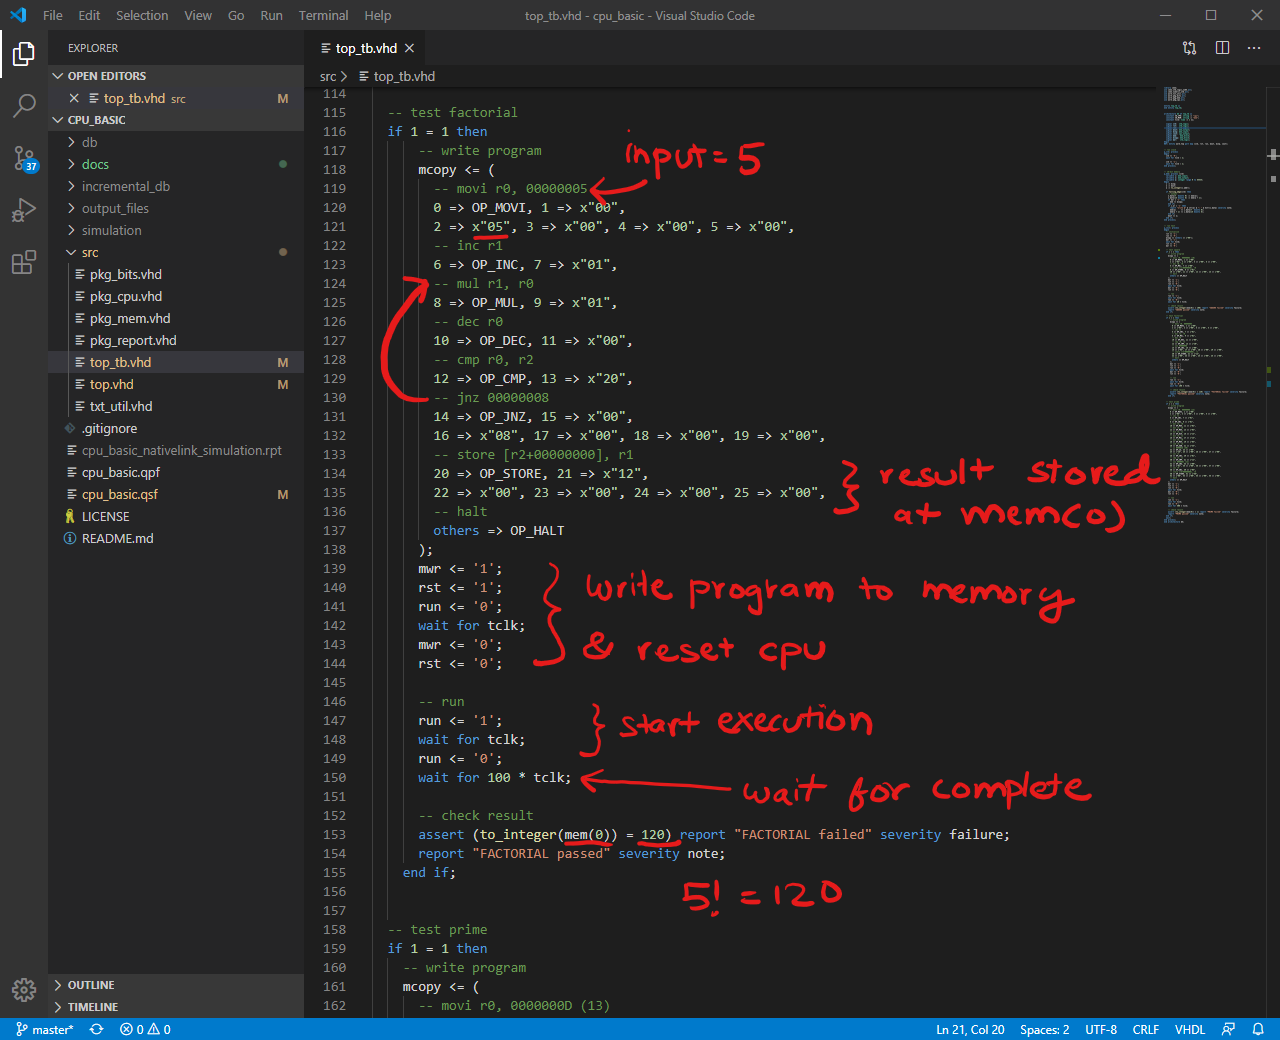 File Edit Selection View Go Run Terminal Help top_tb.vhd - cpu_basic - Visual Studio Code
EXPLORER
OPEN EDITORS
top_tb.vhd src M
CPU_BASIC
db
docs
incremental_db
output_files
simulation
src
pkg_bits.vhd
pkg_cpu.vhd
pkg_mem.vhd
pkg_report.vhd
top_tb.vhd M
top.vhd M
txt_util.vhd
.gitignore
cpu_basic_nativelink_simulation.rpt
cpu_basic.qpf
cpu_basic.qsf M
LICENSE
README.md
OUTLINE
TIMELINE
37
top_tb.vhd
src > top_tb.vhd
114
115 -- test factorial
116 if 1 = 1 then
117 -- write program
118 mcopy <= (
119 -- movi r0, 00000005
120 0 => OP_MOVI, 1 => x"00",
121 2 => x"05", 3 => x"00", 4 => x"00", 5 => x"00",
122 -- inc r1
123 6 => OP_INC, 7 => x"01",
124 -- mul r1, r0
125 8 => OP_MUL, 9 => x"01",
126 -- dec r0
127 10 => OP_DEC, 11 => x"00",
128 -- cmp r0, r2
129 12 => OP_CMP, 13 => x"20",
130 -- jnz 00000008
131 14 => OP_JNZ, 15 => x"00",
132 16 => x"08", 17 => x"00", 18 => x"00", 19 => x"00",
133 -- store [r2+00000000], r1
134 20 => OP_STORE, 21 => x"12",
135 22 => x"00", 23 => x"00", 24 => x"00", 25 => x"00",
136 -- halt
137 others => OP_HALT
138 );
139 mwr <= '1';
140 rst <= '1';
141 run <= '0';
142 wait for tclk;
143 mwr <= '0';
144 rst <= '0';
145
146 -- run
147 run <= '1';
148 wait for tclk;
149 run <= '0';
150 wait for 100 * tclk;
151
152 -- check result
153 assert (to_integer(mem(0)) = 120) report "FACTORIAL failed" severity failure;
154 report "FACTORIAL passed" severity note;
155 end if;
156
157
158 -- test prime
159 if 1 = 1 then
160 -- write program
161 mcopy <= (
162 -- movi r0, 0000000D (13)
input = 5
result stored
at mem(0)
write program to memory
& reset cpu
start execution
wait for complete
5! = 120
master* 0 0 Ln 21, Col 20 Spaces: 2 UTF-8 CRLF VHDL